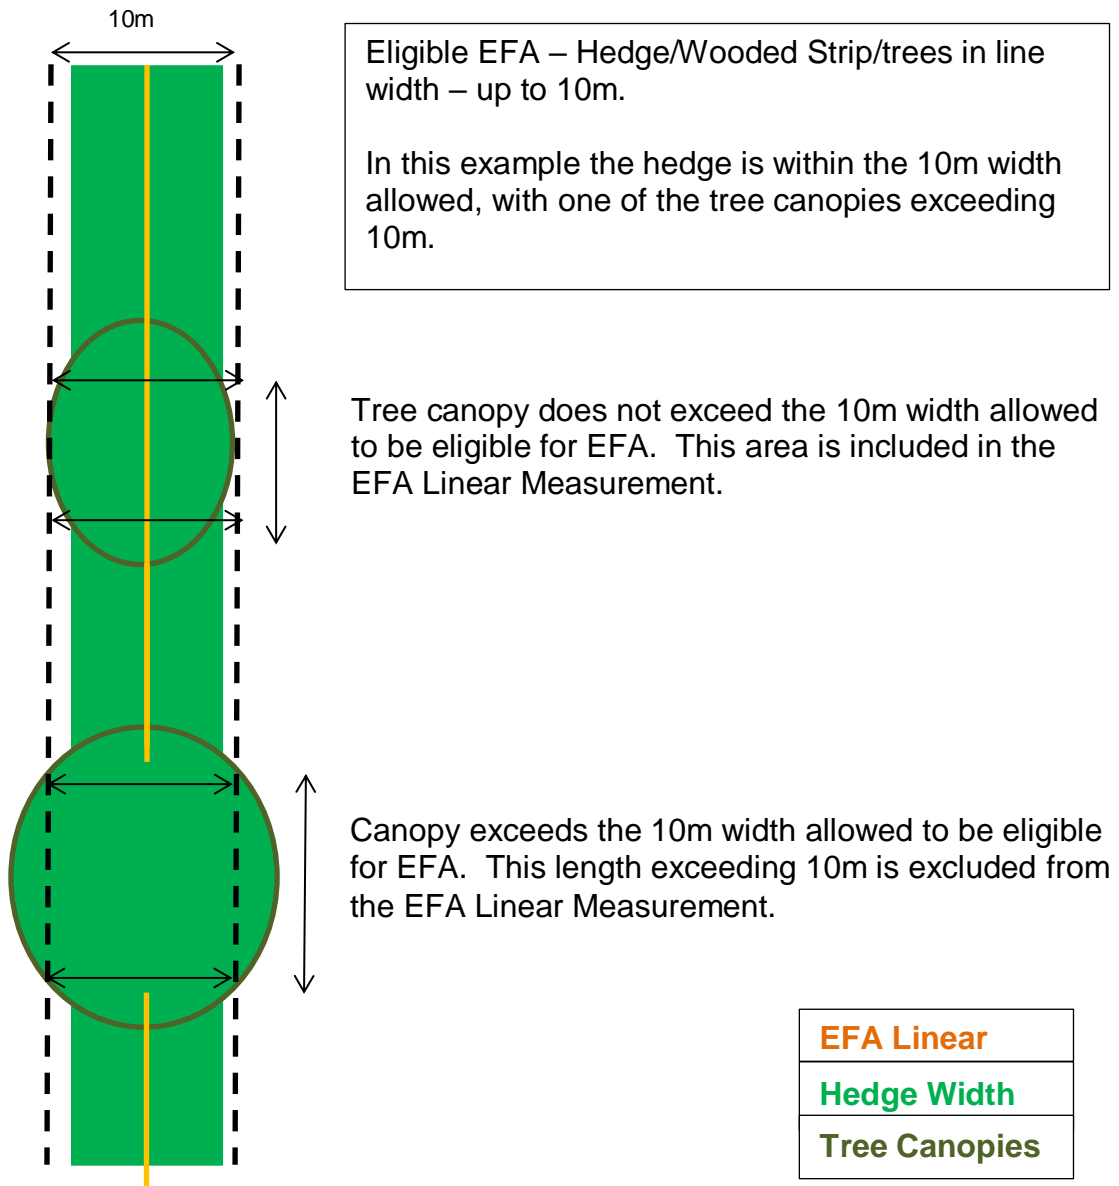 10m
Eligible EFA – Hedge/Wooded Strip/trees in line
width – up to 10m.
In this example the hedge is within the 10m width
allowed, with one of the tree canopies exceeding
10m.
Tree canopy does not exceed the 10m width allowed
to be eligible for EFA.  This area is included in the
EFA Linear Measurement.
Canopy exceeds the 10m width allowed to be eligible
for EFA.  This length exceeding 10m is excluded from
the EFA Linear Measurement.
EFA Linear
Hedge Width
Tree Canopies